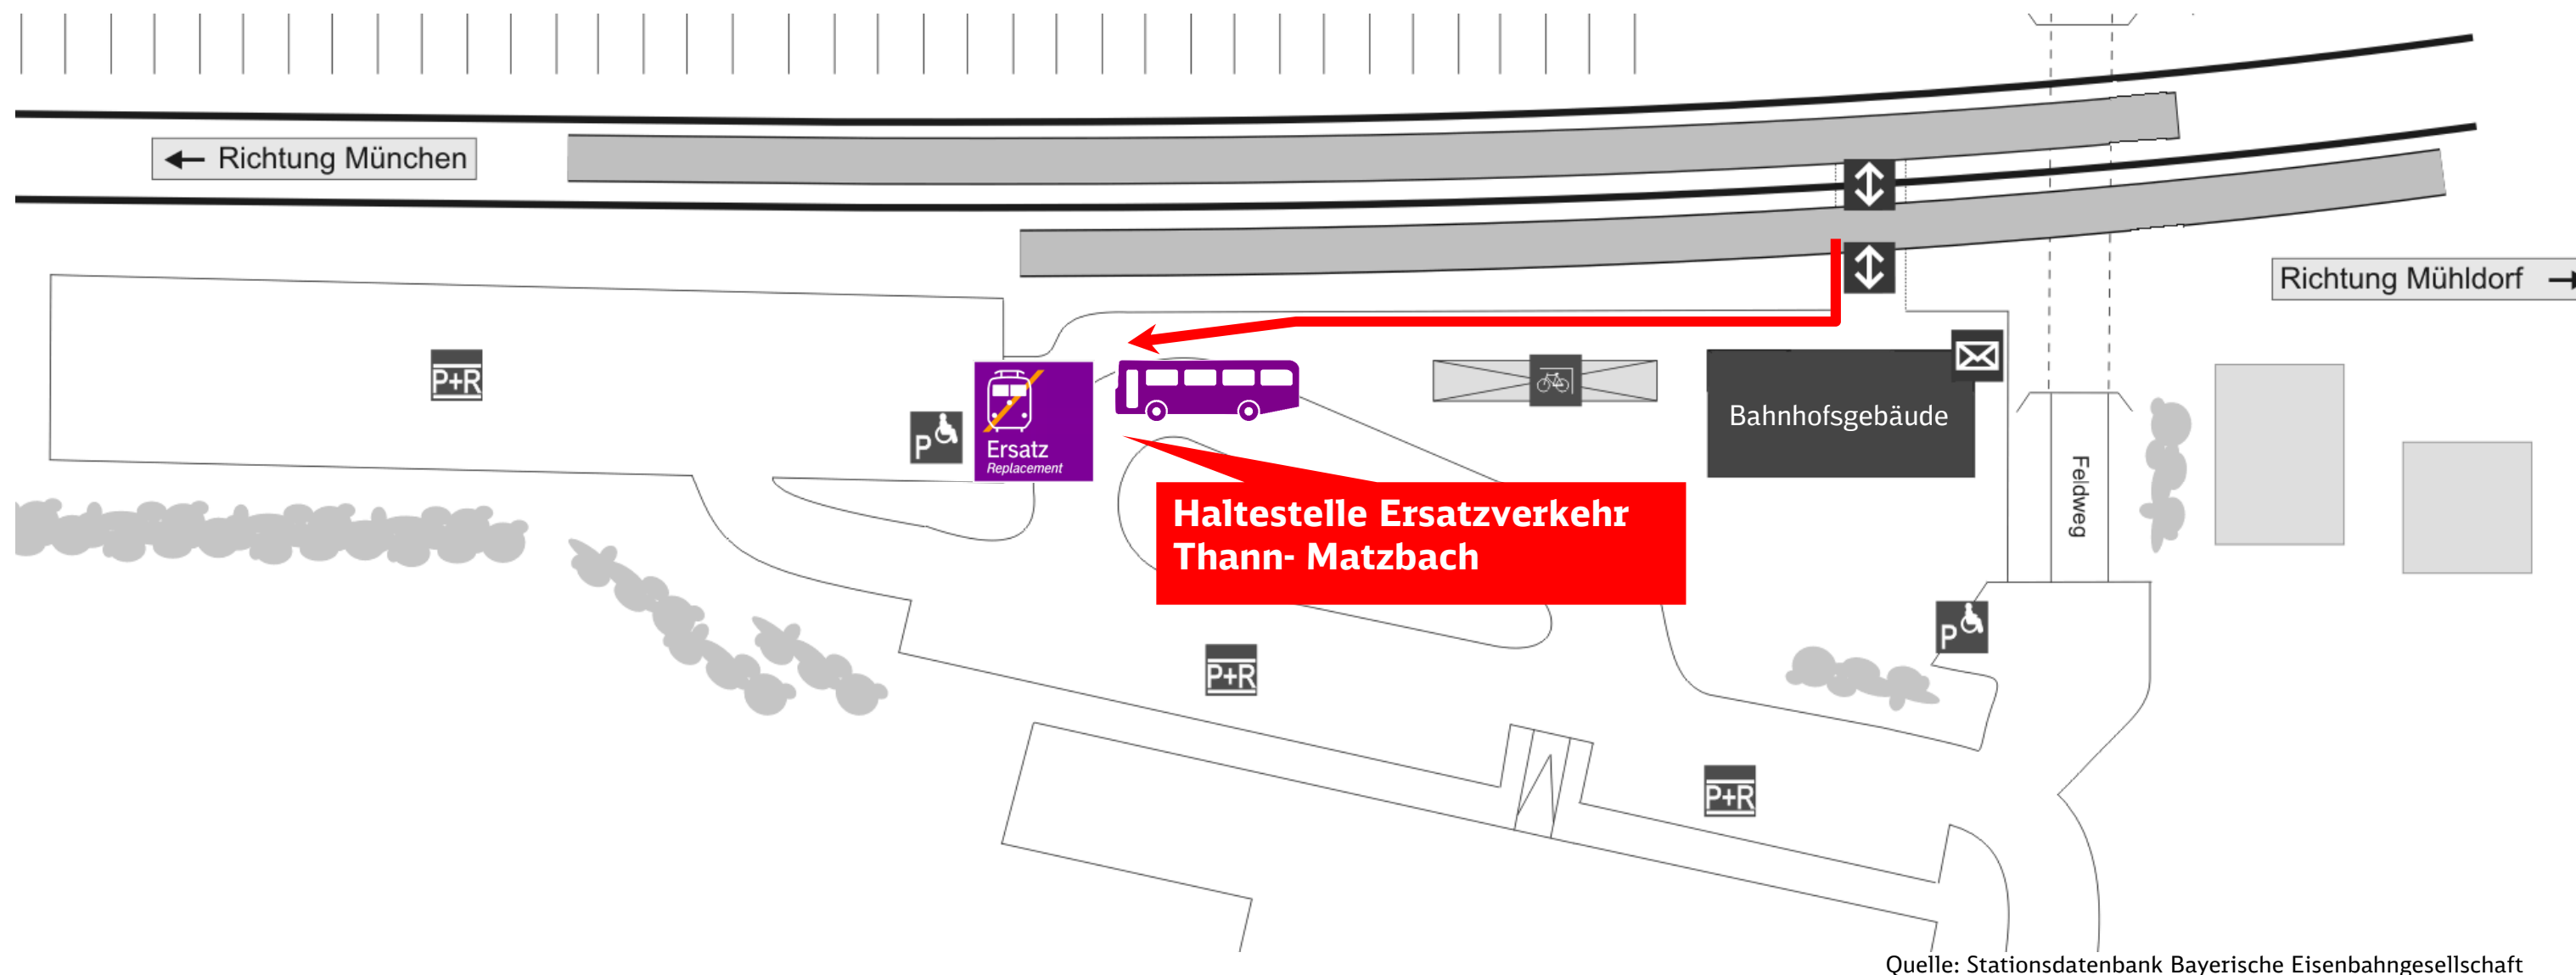 ← Richtung München
Richtung Mühldorf →
P+R
P
Ersatz
Replacement
Bahnhofsgebäude
Feldweg
Haltestelle Ersatzverkehr
Thann- Matzbach
P
P+R
P+R
Quelle: Stationsdatenbank Bayerische Eisenbahngesellschaft